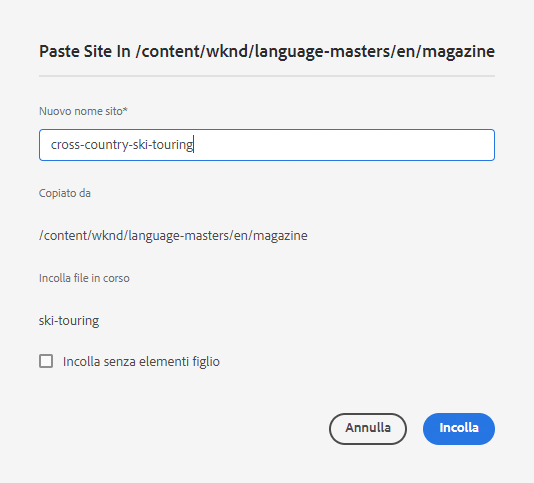 Paste Site In /content/wknd/language-masters/en/magazine
Nuovo nome sito*
cross-country-ski-touring
Copiato da
/content/wknd/language-masters/en/magazine
Incolla file in corso
ski-touring
Incolla senza elementi figlio
Annulla
Incolla